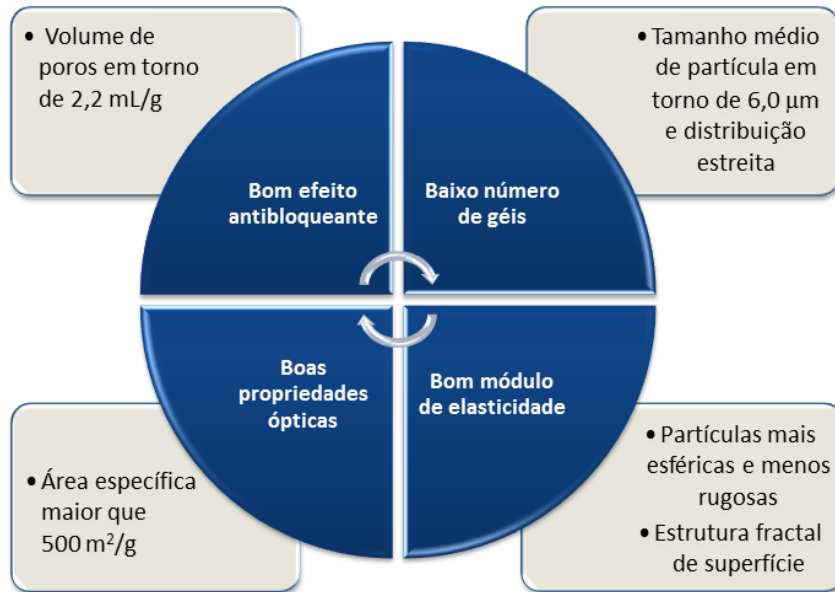 • Volume de
poros em torno
de 2,2 mL/g
• Tamanho médio
de partícula em
torno de 6,0 µm
e distribuição
estreita
Bom efeito
antibloqueante
Baixo número
de géis
Boas
propriedades
ópticas
Bom módulo
de elasticidade
• Área específica
maior que
500 m²/g
• Partículas mais
esféricas e menos
rugosas
• Estrutura fractal
de superfície